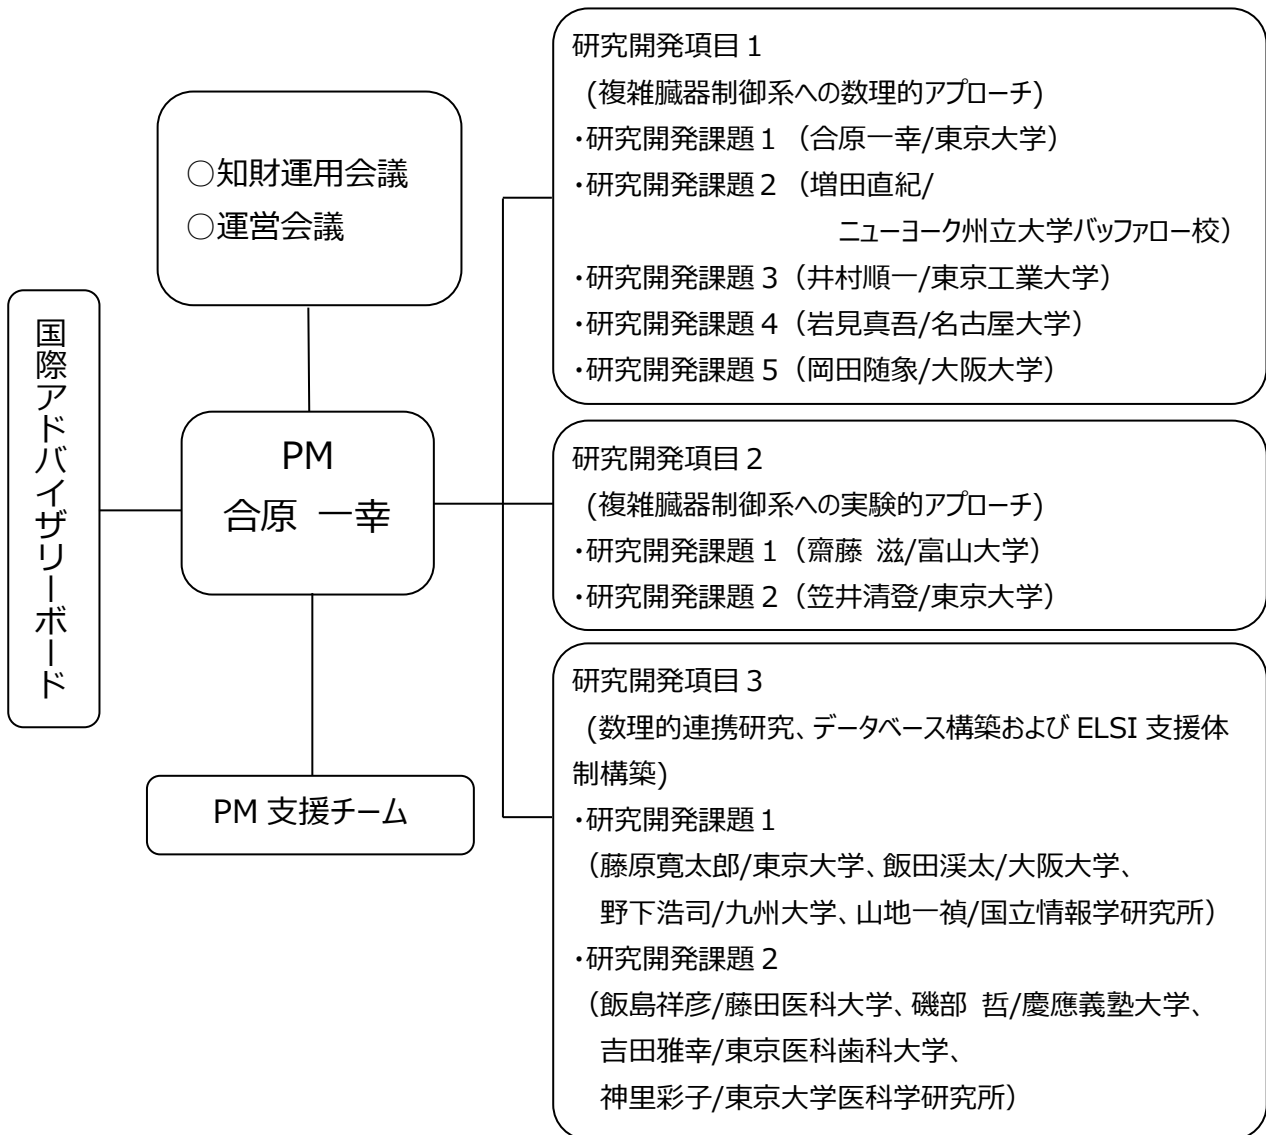 国際アドバイザリーボード
○知財運用会議
○運営会議
PM
合原 一幸
PM 支援チーム
研究開発項目1
(複雑臓器制御系への数理的アプローチ)
・研究開発課題1（合原一幸/東京大学）
・研究開発課題2（増田直紀/
ニューヨーク州立大学バッファロー校）
・研究開発課題3（井村順一/東京工業大学）
・研究開発課題4（岩見真吾/名古屋大学）
・研究開発課題5（岡田随象/大阪大学）
研究開発項目2
(複雑臓器制御系への実験的アプローチ)
・研究開発課題1（齋藤 滋/富山大学）
・研究開発課題2（笠井清登/東京大学）
研究開発項目3
(数理的連携研究、データベース構築および ELSI 支援体
制構築)
・研究開発課題1
（藤原寛太郎/東京大学、飯田渓太/大阪大学、
野下浩司/九州大学、山地一禎/国立情報学研究所）
・研究開発課題2
（飯島祥彦/藤田医科大学、磯部 哲/慶應義塾大学、
吉田雅幸/東京医科歯科大学、
神里彩子/東京大学医科学研究所）